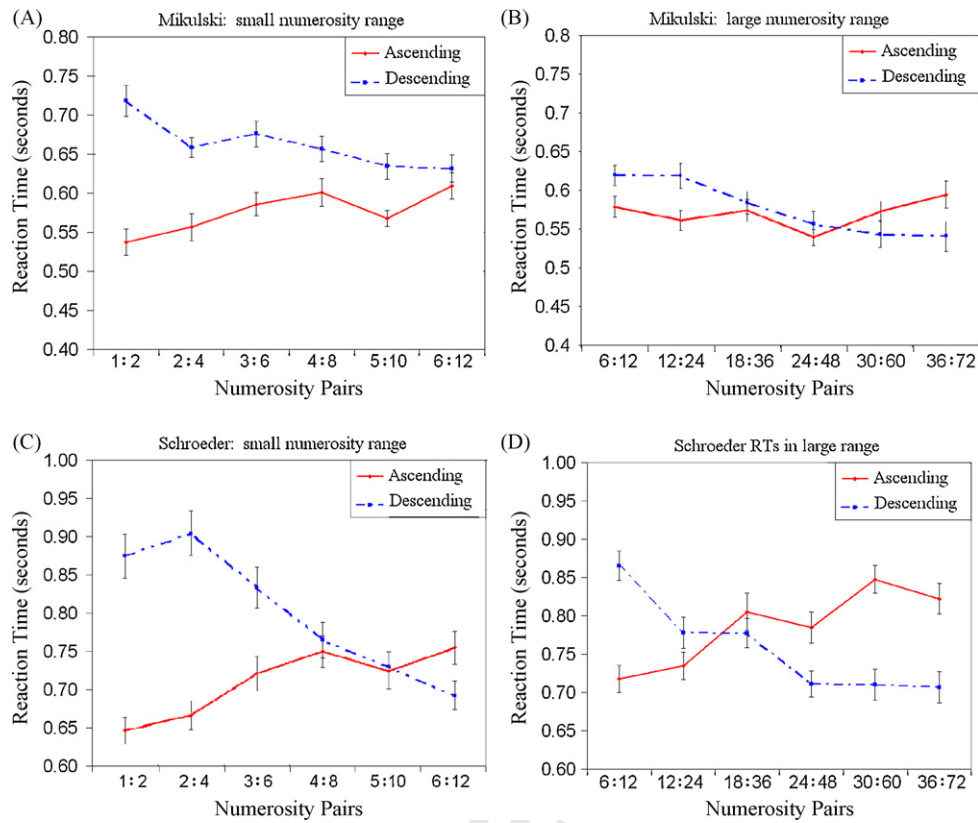 (A)
Mikulski: small numerosity range
0.80
0.75
0.70
0.65
0.60
0.55
0.50
0.45
0.40
Reaction Time (seconds)
Ascending
Descending
1:2 2:4 3:6 4:8 5:10 6:12
Numerosity Pairs
(B)
Mikulski: large numerosity range
0.8
0.75
0.7
0.65
0.6
0.55
0.5
0.45
0.4
Reaction Time (seconds)
Ascending
Descending
6:12 12:24 18:36 24:48 30:60 36:72
Numerosity Pairs
(C)
Schroeder: small numerosity range
1.00
0.95
0.90
0.85
0.80
0.75
0.70
0.65
0.60
Reaction Time (seconds)
Ascending
Descending
1:2 2:4 3:6 4:8 5:10 6:12
Numerosity Pairs
(D)
Schroeder RTs in large range
1.00
0.95
0.90
0.85
0.80
0.75
0.70
0.65
0.60
Reaction Time (seconds)
Ascending
Descending
6:12 12:24 18:36 24:48 30:60 36:72
Numerosity Pairs